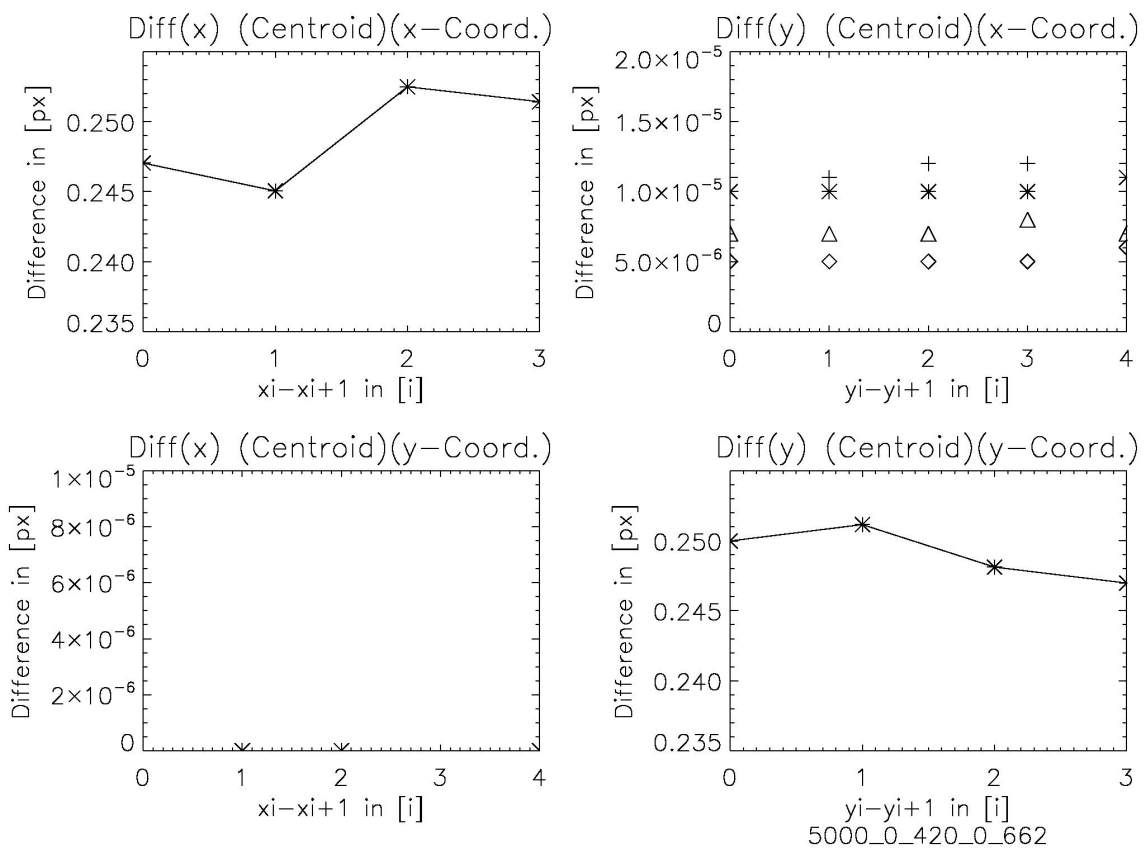 Diff(x) (Centroid)(x-Coord.)
Difference in [px]
0.250
0.245
0.240
0.235
0 1 2 3
xi-xi+1 in [i]
Diff(y) (Centroid)(x-Coord.)
Difference in [px]
2.0×10⁻⁵
1.5×10⁻⁵
1.0×10⁻⁵
5.0×10⁻⁶
0
0 1 2 3 4
yi-yi+1 in [i]
Diff(x) (Centroid)(y-Coord.)
Difference in [px]
1×10⁻⁵
8×10⁻⁶
6×10⁻⁶
4×10⁻⁶
2×10⁻⁶
0
0 1 2 3 4
xi-xi+1 in [i]
Diff(y) (Centroid)(y-Coord.)
Difference in [px]
0.250
0.245
0.240
0.235
0 1 2 3
yi-yi+1 in [i]
5000_0_420_0_662